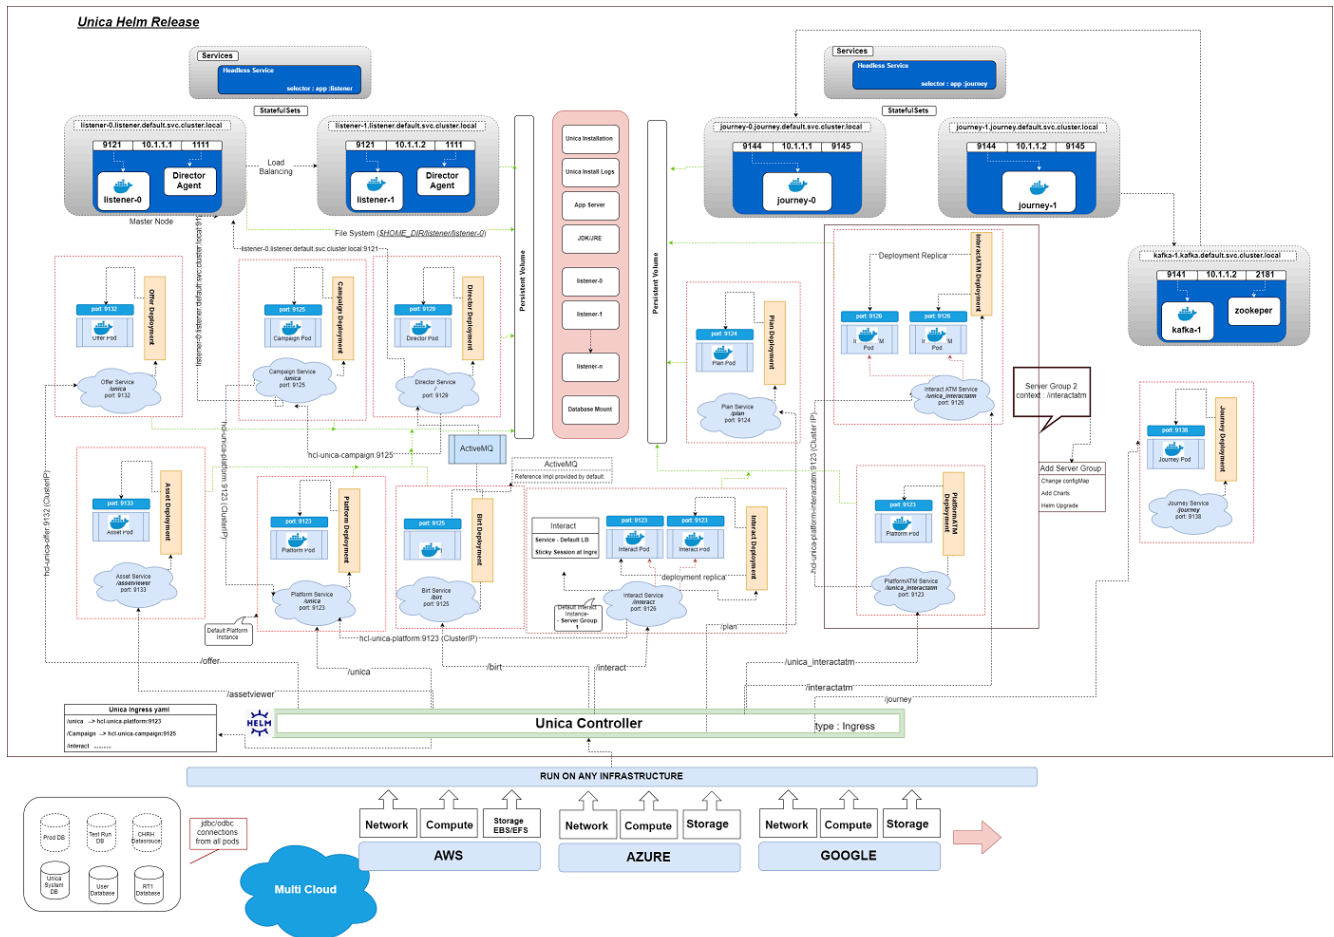 Unica Helm Release
Services
Headless Service
selector : app :listener
StatefulSets
listener-0.listener.default.svc.cluster.local
9121 10.1.1.1 1111
listener-0
Director
Agent
Master Node
Load
Balancing
listener-1.listener.default.svc.cluster.local
9121 10.1.1.2 1111
listener-1
Director
Agent
File System ($HOME_DIR/listener/listener-0)
listener-0.listener.default.svc.cluster.local:9121
listener-0.listener.default.svc.cluster.local:91
Persistent Volume
Unica Installation
Unica Install Logs
App Server
JDK/JRE
listener-0
listener-1
listener-n
Database Mount
Persistent Volume
Services
Headless Service
selector : app :journey
StatefulSets
journey-0.journey.default.svc.cluster.local
9144 10.1.1.1 9145
journey-0
journey-1.journey.default.svc.cluster.local
9144 10.1.1.2 9145
journey-1
kafka-1.kafka.default.svc.cluster.local
9141 10.1.1.2 2181
kafka-1
zookeper
port: 9132
Offer Pod
Offer Deployment
Offer Service
/unica
port: 9132
port: 9125
Campaign Pod
Campaign Deployment
Campaign Service
/unica
port: 9125
port: 9129
Director Pod
Director Deployment
Director Service
/
port: 9129
hcl-unica-campaign:9125
ActiveMQ
ActiveMQ
Reference Impl provided by default.
port: 9124
Plan Pod
Plan Deployment
Plan Service
/plan
port: 9124
Deployment Replica
InteractATM Deployment
port: 9126
Pod
port: 9126
Pod
Interact ATM Service
/unica_interactatm
port: 9126
Server Group 2
context : /interactatm
Add Server Group
Change configMap
Add Charts
Helm Upgrade
port: 9138
Journey Pod
Journey Deployment
Journey Service
/journey
port: 9138
hcl-unica-offer:9132 (ClusterIP)
port: 9133
Asset Pod
Asset Deployment
Asset Service
/assetviewer
port: 9133
hcl-unica-platform:9123 (ClusterIP)
port: 9123
Platform Pod
Platform Deployment
Platform Service
/unica
port: 9123
Default Platform
Instance
port: 9125
Birt Deployment
Birt Service
/birt
port: 9125
Interact
Service - Default LB
Sticky Session at Ingre
port: 9123
Interact Pod
port: 9123
Interact Pod
Interact Deployment
deployment replica
Interact Service
/interact
port: 9126
Default Interact
Instance-
- Server Group
1
hcl-unica-platform:9123 (ClusterIP)
hcl-unica-platform-interactatm:9123 (Cluster IP)
port: 9123
Platform Pod
PlatformATM
Deployment
PlatformATM Service
/unica_interactatm
port: 9123
/offer
/assetviewer
/unica
/birt
/interact
/plan
/unica_interactatm
/interactatm
/journey
Unica Ingress yaml
/unica --> hcl-unica-platform:9123
/Campaign --> hcl-unica-campaign:9125
/interact ........
HELM
Unica Controller
type : Ingress
RUN ON ANY INFRASTRUCTURE
Network
Compute
Storage
EBS/EFS
AWS
Network
Compute
Storage
AZURE
Network
Compute
Storage
GOOGLE
Prod DB
Test Run
DB
CHRH
Datasrouce
Unica
System
DB
User
Database
RT1
Database
jdbc/odbc
connections
from all pods
Multi Cloud